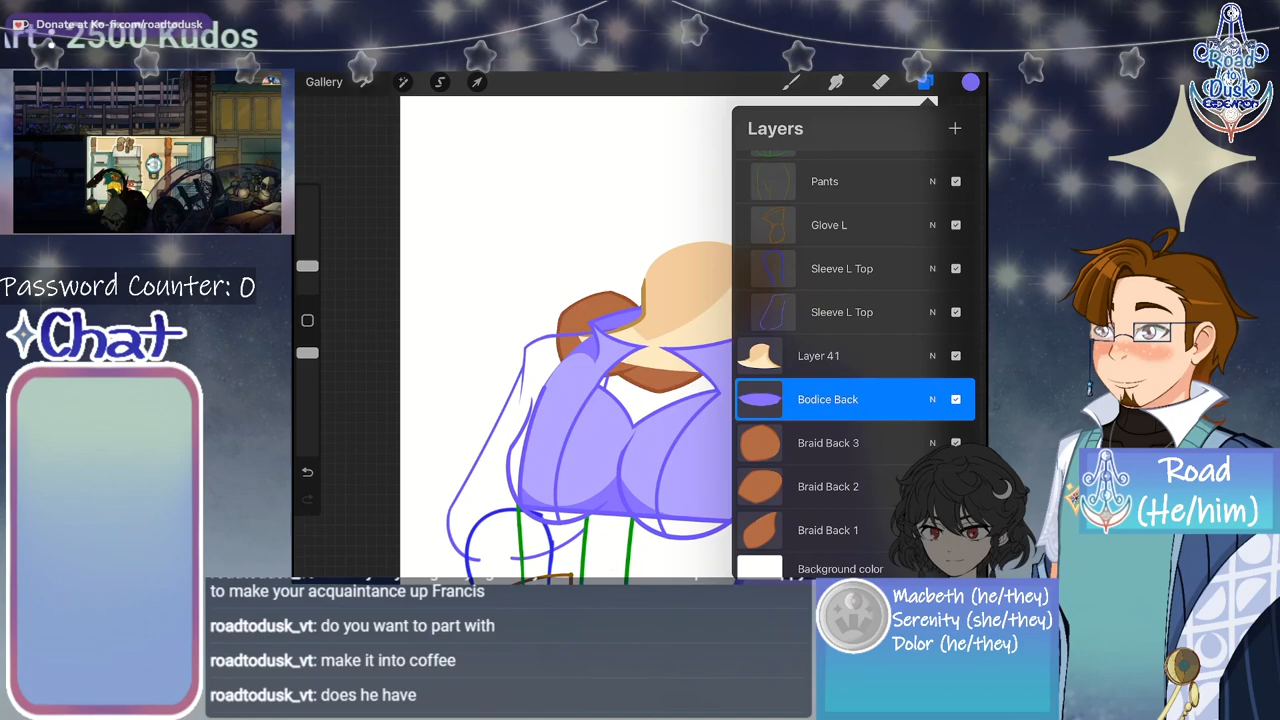 Donate at Ko-fi.com/roadtodusk
Art : 2500 Kudos
Road
to
Dusk
Gallery
Layers
Pants N
Glove L N
Sleeve L Top N
Sleeve L Top N
Layer 41 N
Bodice Back N
Braid Back 3 N
Braid Back 2
Braid Back 1
Background color
Password Counter: 0
Chat
to make your acquaintance up Francis
roadtodusk_vt: do you want to part with
roadtodusk_vt: make it into coffee
roadtodusk_vt: does he have
Road
(He/him)
Macbeth (he/they)
Serenity (she/they)
Dolor (he/they)